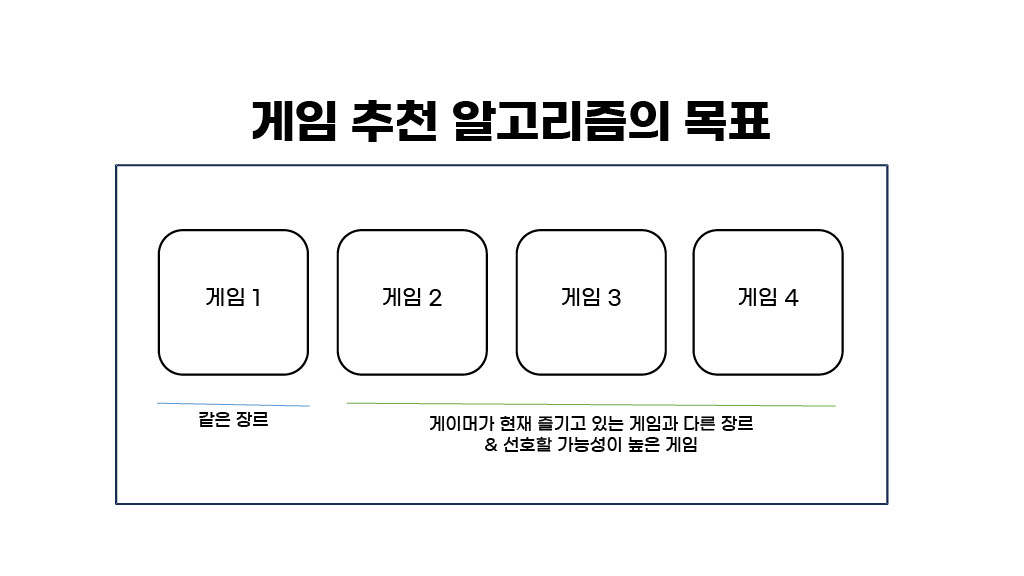 게임 추천 알고리즘의 목표
게임 1
게임 2
게임 3
게임 4
같은 장르
게이머가 현재 즐기고 있는 게임과 다른 장르
& 선호할 가능성이 높은 게임